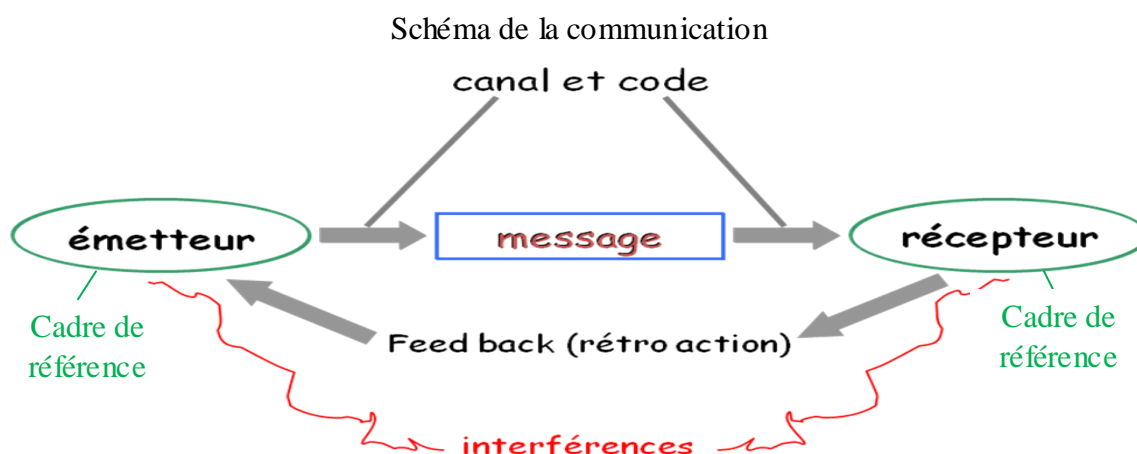 Schéma de la communication
canal et code
émetteur
message
récepteur
Cadre de
référence
Feed back (rétro action)
Cadre de
référence
interférences